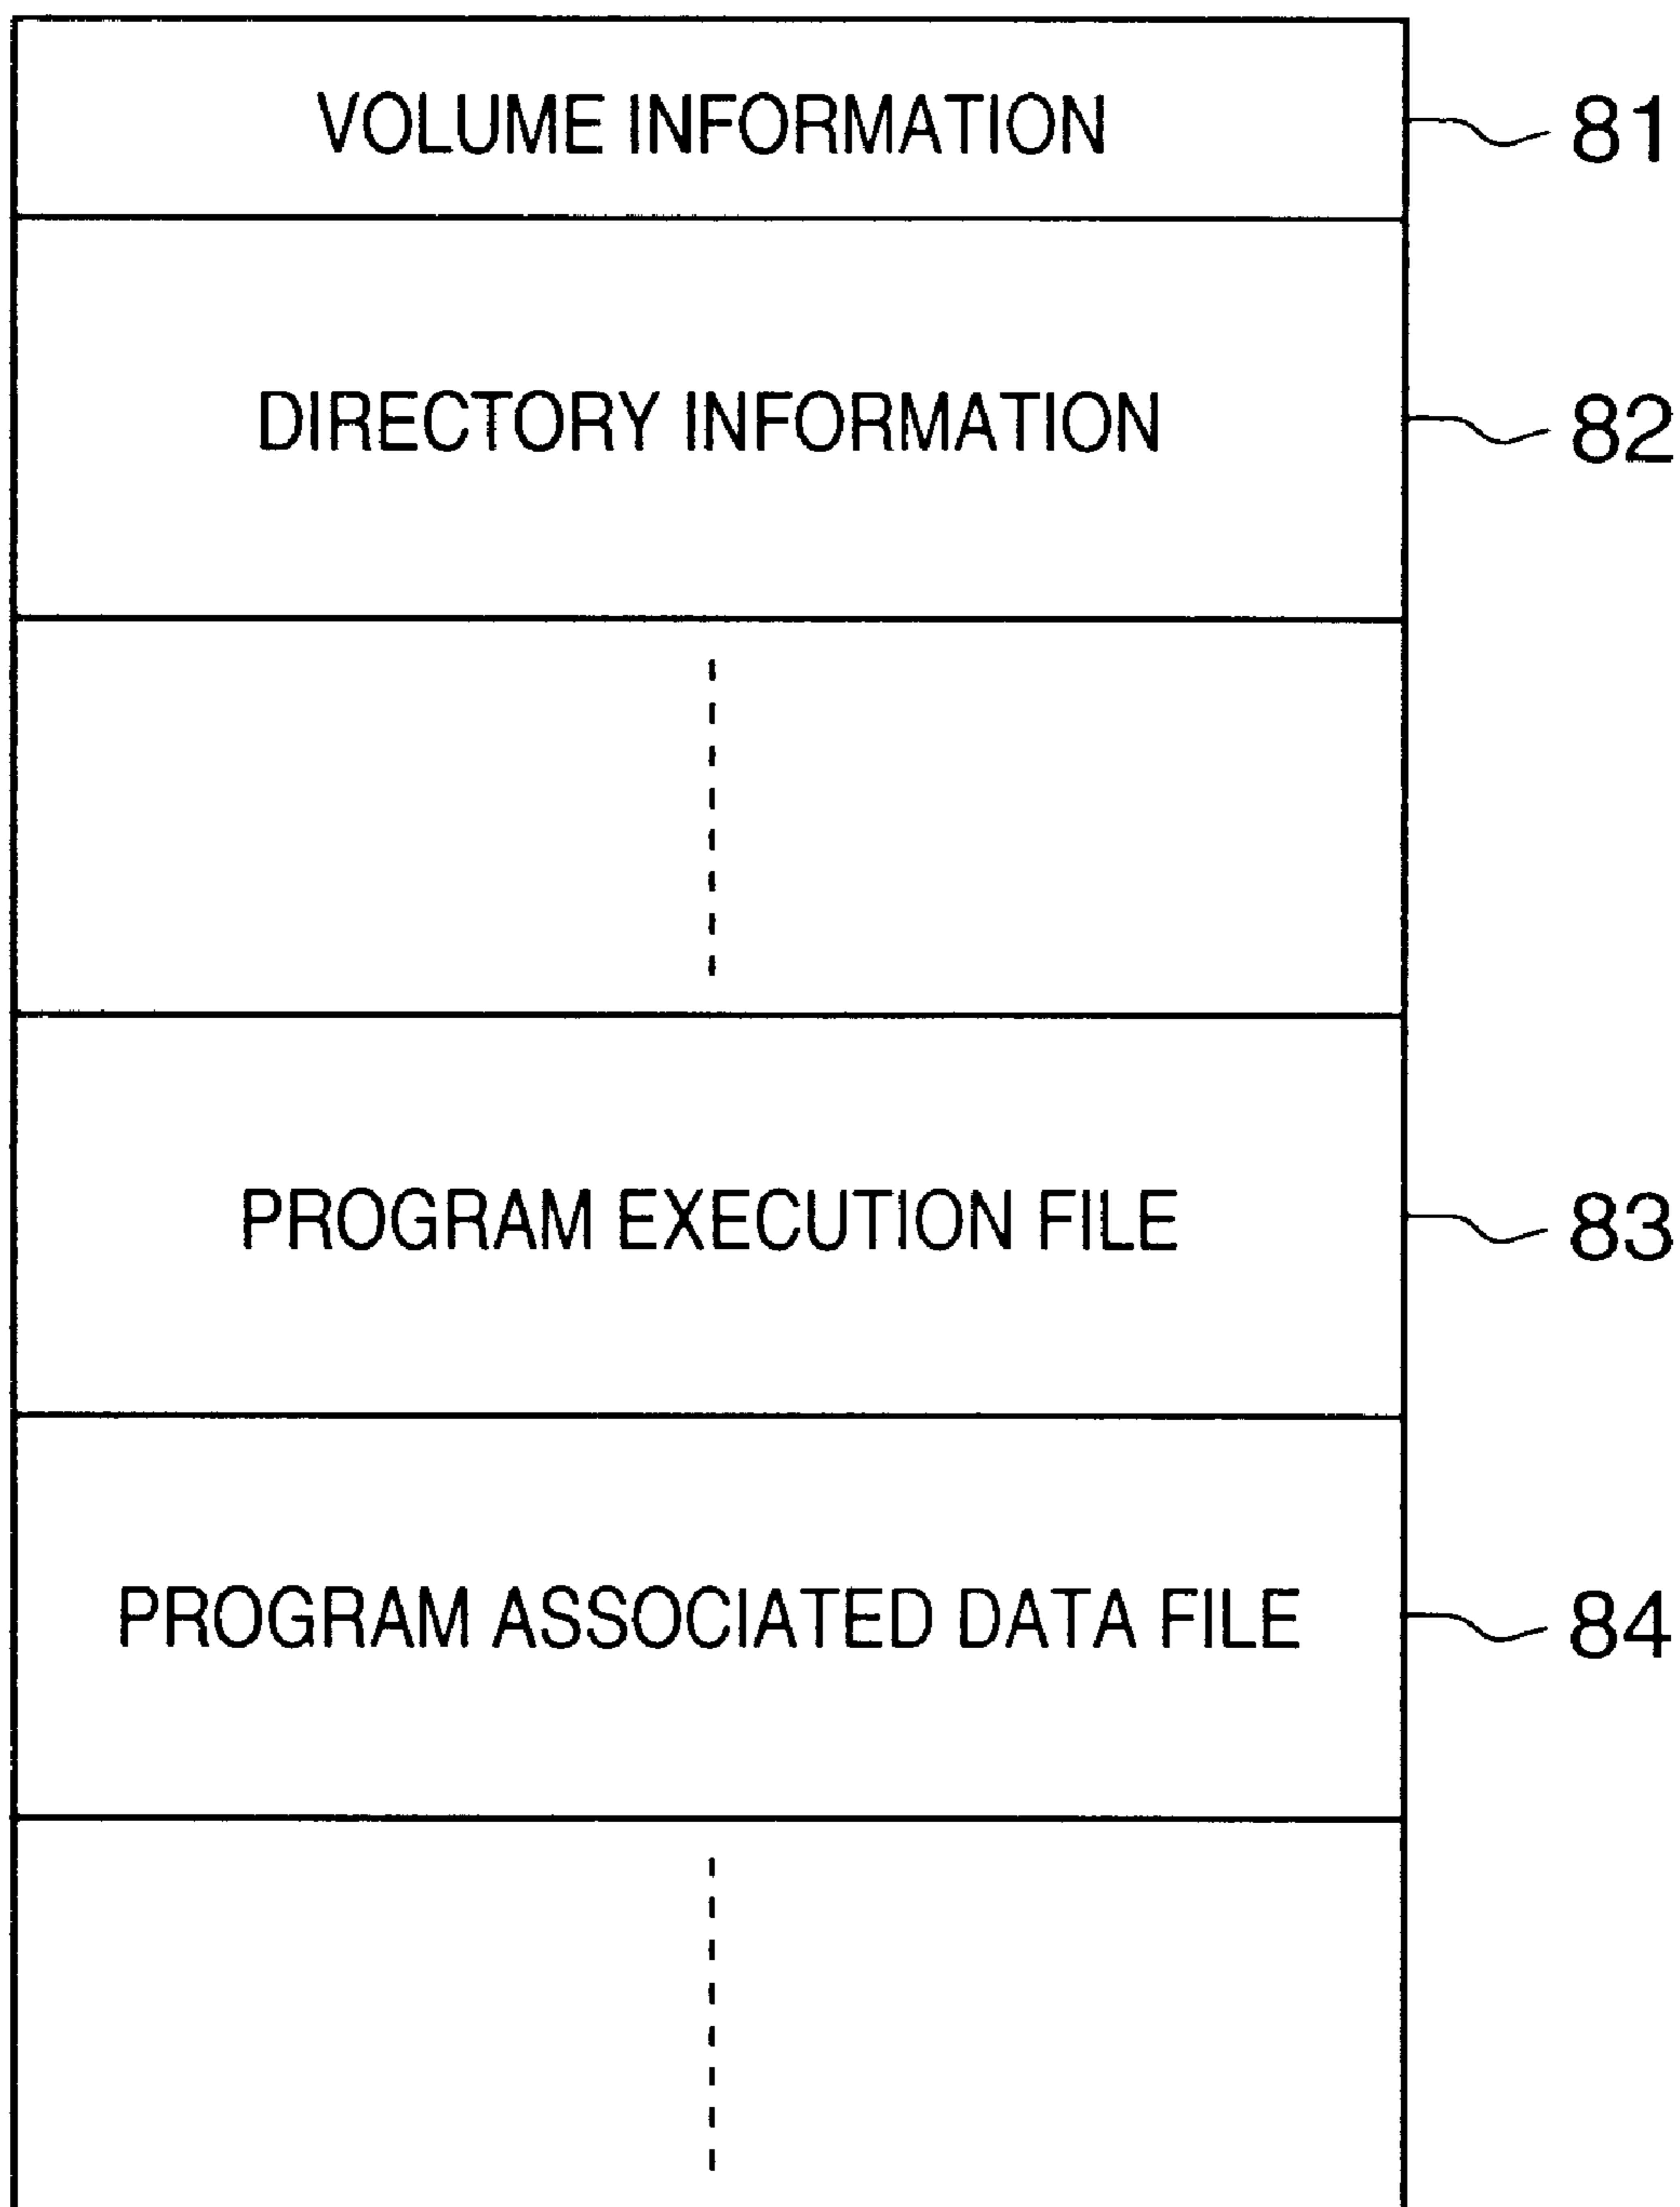 VOLUME INFORMATION 81
DIRECTORY INFORMATION 82
PROGRAM EXECUTION FILE 83
PROGRAM ASSOCIATED DATA FILE 84